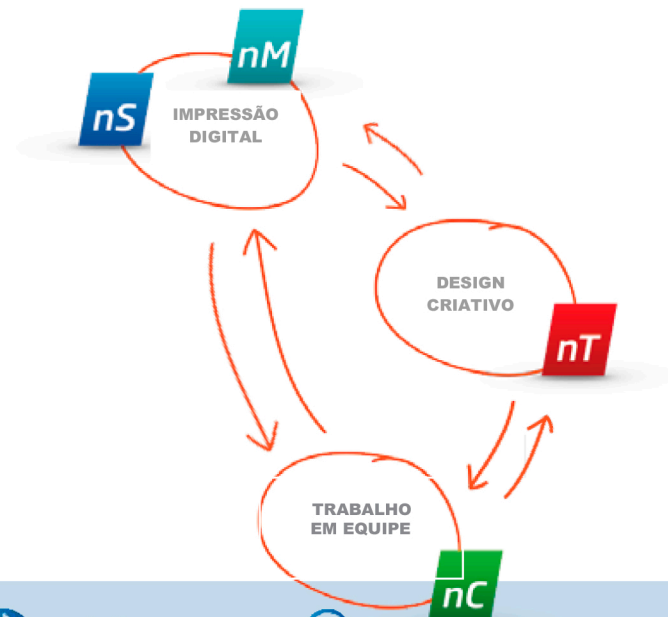 nM
nS
IMPRESSÃO
DIGITAL
DESIGN
CRIATIVO
nT
TRABALHO
EM EQUIPE
nC